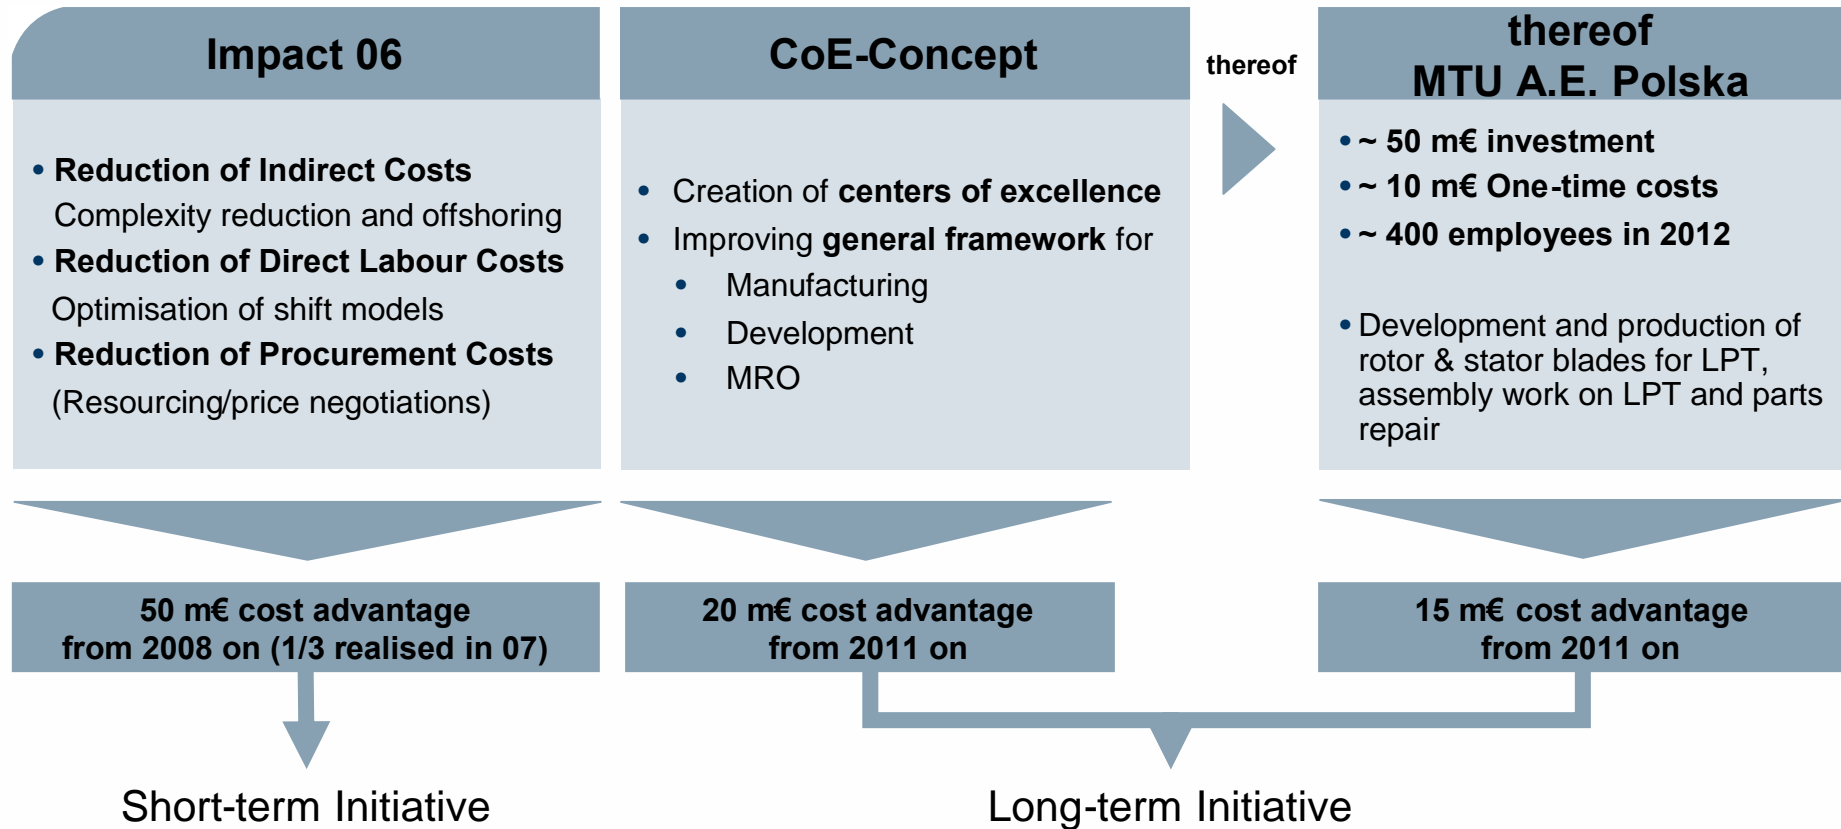 Impact 06
• Reduction of Indirect Costs
Complexity reduction and offshoring
• Reduction of Direct Labour Costs
Optimisation of shift models
• Reduction of Procurement Costs
(Resourcing/price negotiations)
50 m€ cost advantage
from 2008 on (1/3 realised in 07)
Short-term Initiative
CoE-Concept
• Creation of centers of excellence
• Improving general framework for
• Manufacturing
• Development
• MRO
20 m€ cost advantage
from 2011 on
thereof
thereof
MTU A.E. Polska
• ~ 50 m€ investment
• ~ 10 m€ One-time costs
• ~ 400 employees in 2012
• Development and production of
rotor & stator blades for LPT,
assembly work on LPT and parts
repair
15 m€ cost advantage
from 2011 on
Long-term Initiative